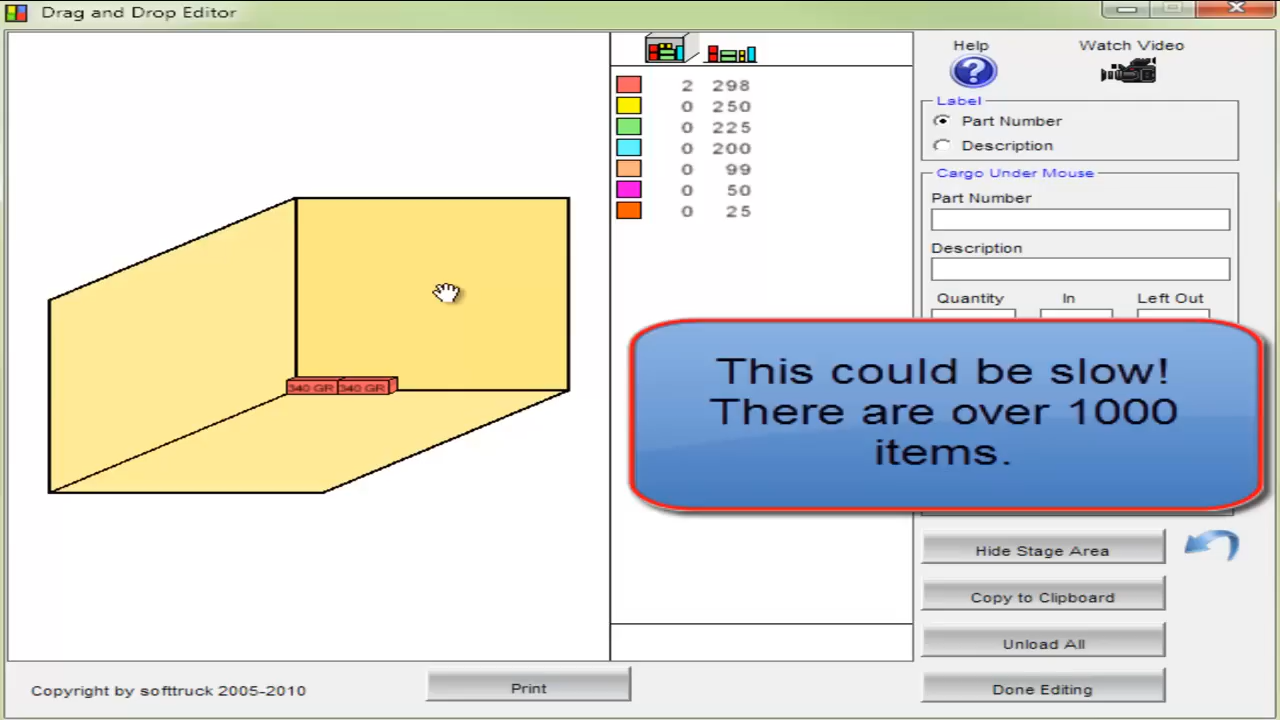 Drag and Drop Editor
2 298
0 250
0 225
0 200
0 99
0 50
0 25
Help
Watch Video
Label
Part Number
Description
Cargo Under Mouse
Part Number
Description
Quantity In Left Out
340 GR 340 GR
This could be slow!
There are over 1000
items.
Hide Stage Area
Copy to Clipboard
Unload All
Done Editing
Print
Copyright by softtruck 2005-2010